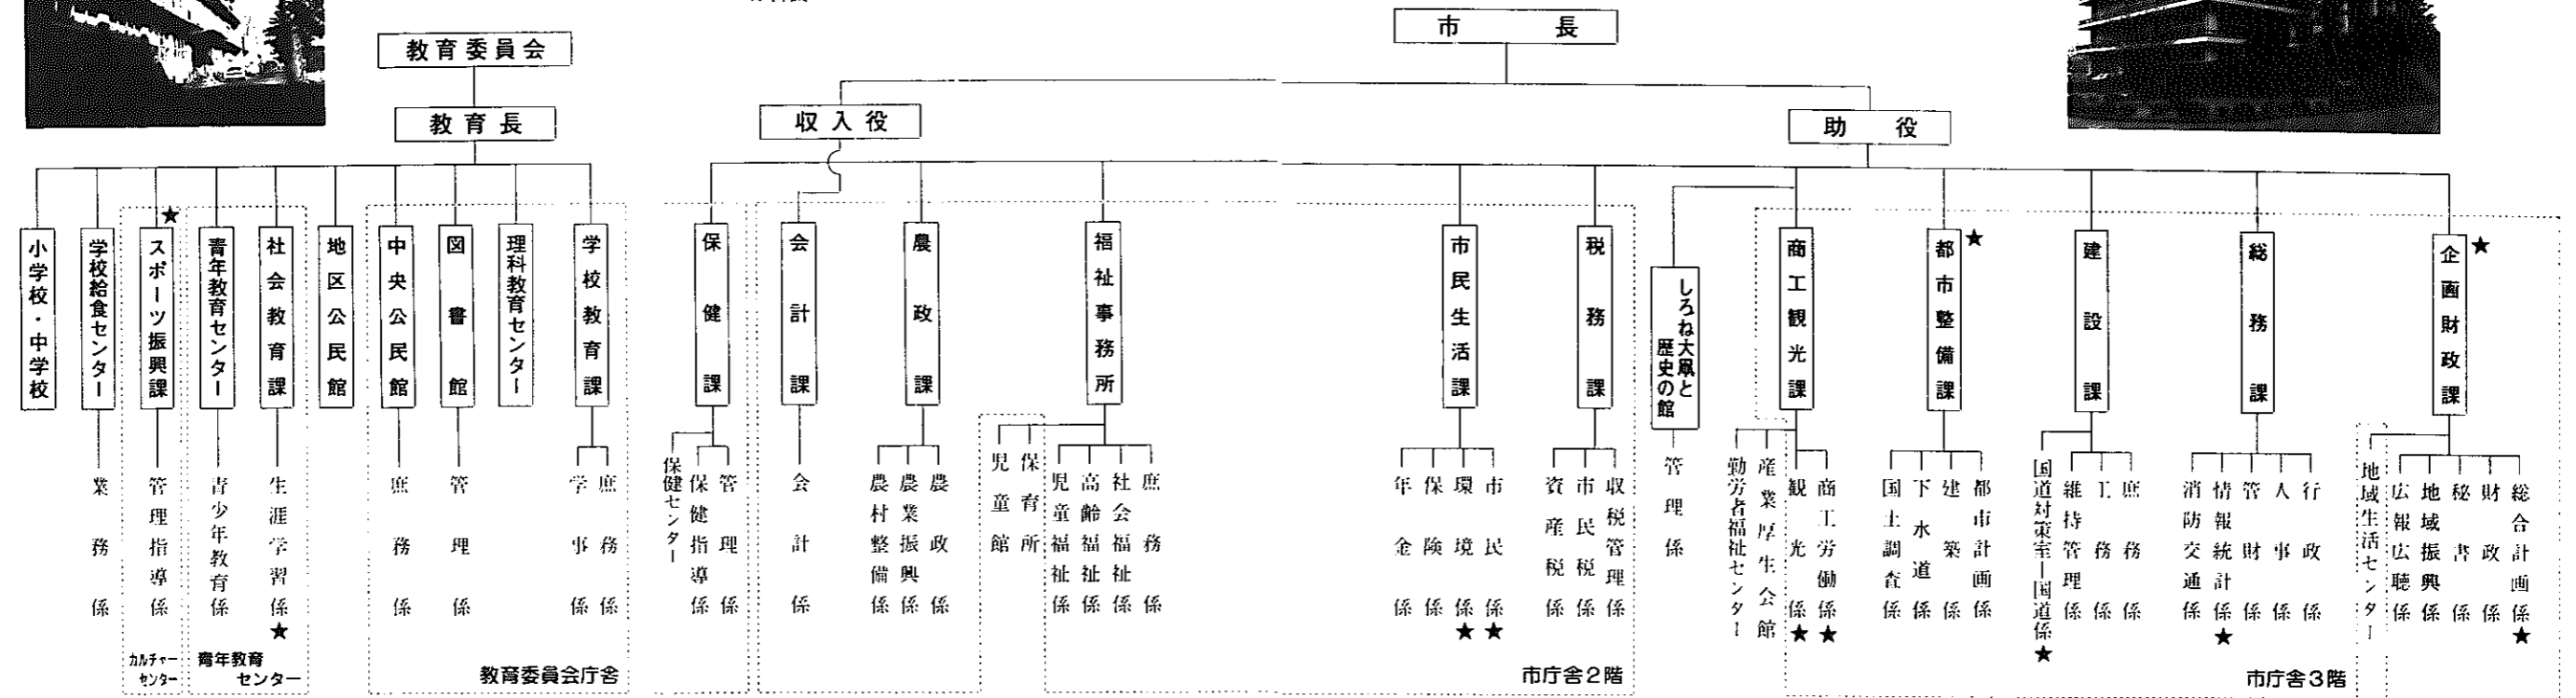 市長
教育委員会
教育長
収入役
助役
小学校・中学校
学校給食センター
業務係
★
スポーツ振興課
管理指導係
青年教育センター
青少年教育係
社会教育課
生涯学習係
★
地区公民館
中央公民館
庶務係
図書館
管理係
理科教育センター
学校教育課
学事係
庶務係
カルチャーセンター
青年教育センター
教育委員会庁舎
保健課
保健センター
保健指導係
管理係
会計課
会計係
農政課
農村整備係
農業振興係
農政係
福祉事務所
児童館
保育所
児童福祉係
高齢福祉係
社会福祉係
庶務係
市民生活課
年金係
保険係
環境係
★
市民係
★
税務課
資産税係
市民税係
収税管理係
市庁舎2階
しろね大凧と
歴史の館
管理係
商工観光課
勤労者福祉センター
産業厚生会館
観光係
★
商工労働係
★
都市整備課
★
国土調査係
下水道係
建築係
都市計画係
建設課
国道対策室―国道係
★
維持管理係
工務係
庶務係
総務課
消防交通係
情報統計係
★
管財係
人事係
行政係
企画財政課
★
地域生活センター
広報広聴係
地域振興係
秘書係
財政係
総合計画係
★
市庁舎3階